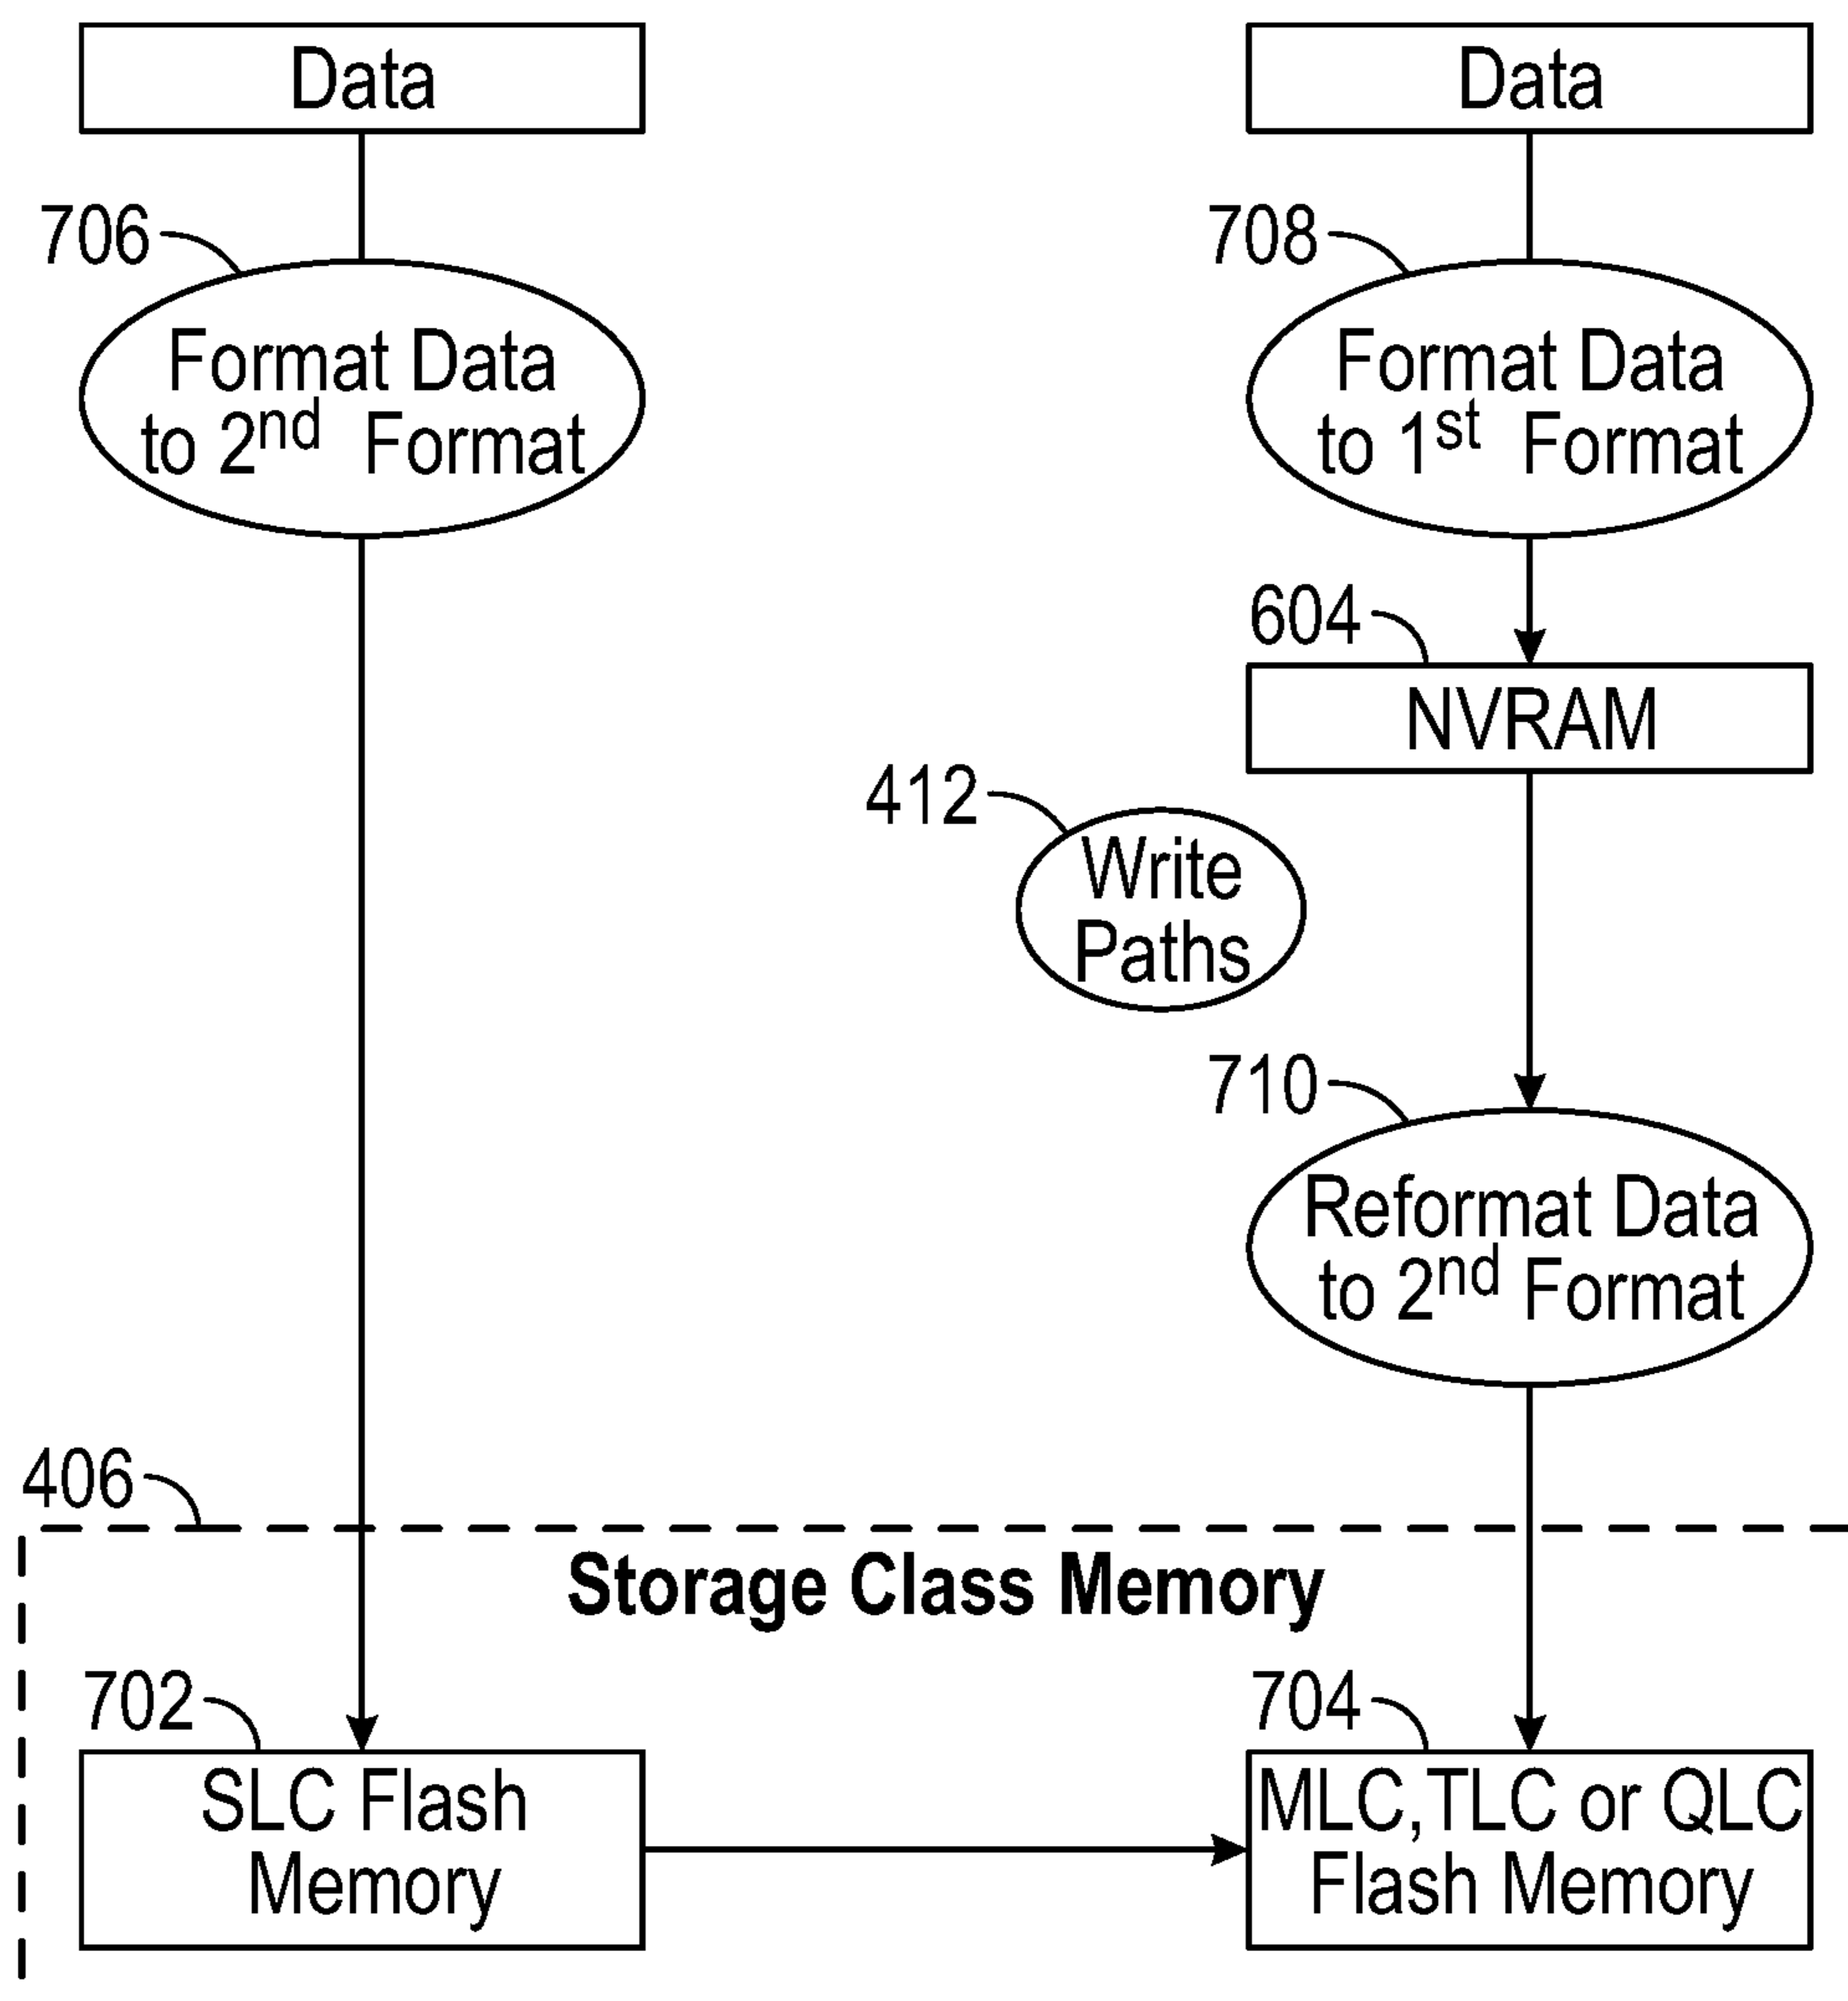 Data
Data
706
708
Format Data
to 2nd Format
Format Data
to 1st Format
604
NVRAM
412
Write
Paths
710
Reformat Data
to 2nd Format
406
Storage Class Memory
702
704
SLC Flash
Memory
MLC,TLC or QLC
Flash Memory